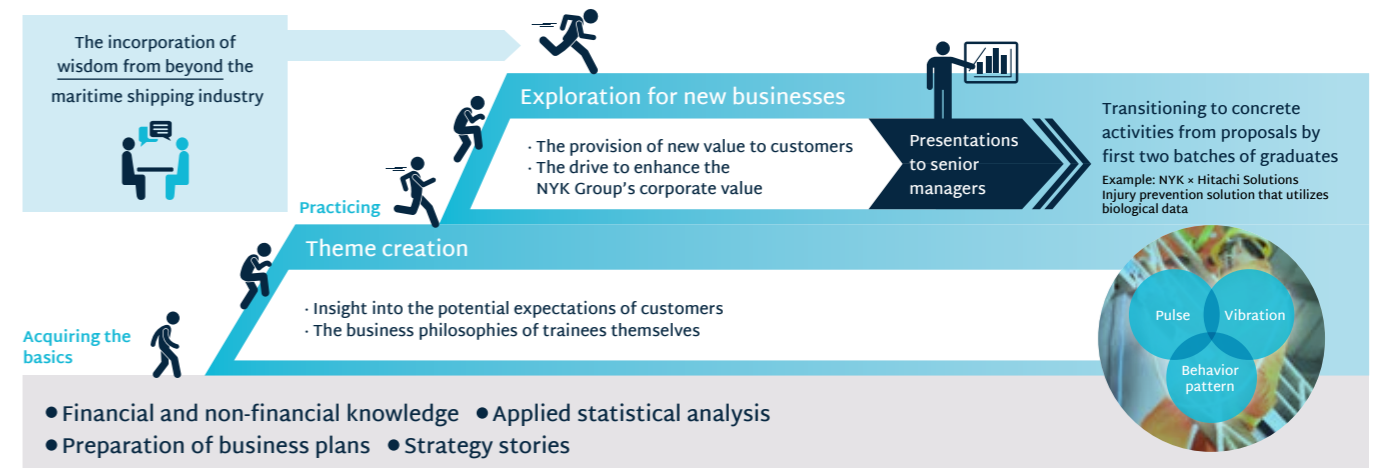 The incorporation of
wisdom from beyond the
maritime shipping industry
Exploration for new businesses
· The provision of new value to customers
· The drive to enhance the
NYK Group's corporate value
Presentations
to senior
managers
Transitioning to concrete
activities from proposals by
first two batches of graduates
Example: NYK × Hitachi Solutions
Injury prevention solution that utilizes
biological data
Practicing
Theme creation
· Insight into the potential expectations of customers
· The business philosophies of trainees themselves
Pulse
Vibration
Behavior
pattern
Acquiring the
basics
● Financial and non-financial knowledge ● Applied statistical analysis
● Preparation of business plans ● Strategy stories